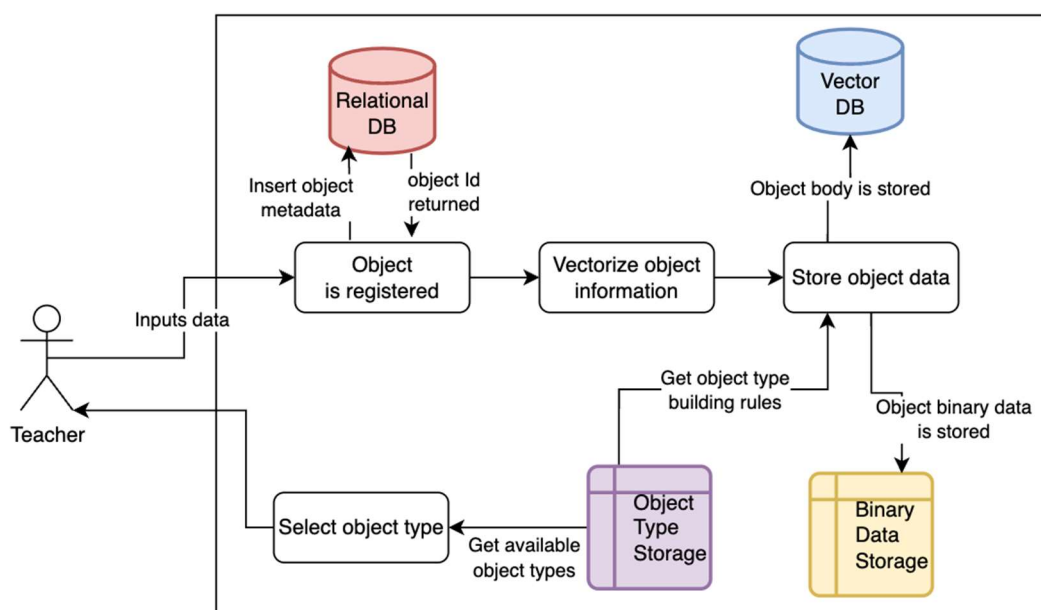 Relational
DB
Vector
DB
Insert object
metadata
object Id
returned
Object body is stored
Object
is registered
Vectorize object
information
Store object data
Inputs data
Teacher
Get object type
building rules
Object binary data
is stored
Select object type
Get available
object types
Object
Type
Storage
Binary
Data
Storage